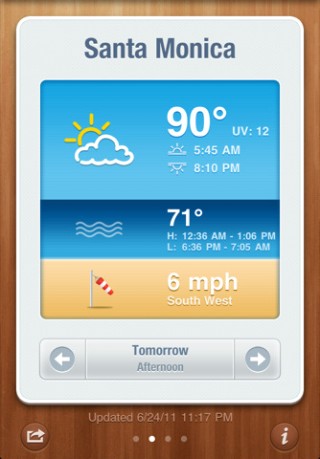 Santa Monica
90° UV: 12
5:45 AM
8:10 PM
71°
H: 12:36 AM - 1:06 PM
L: 6:36 PM - 7:05 AM
6 mph
South West
Tomorrow
Afternoon
Updated 6/24/11 11:17 PM
i